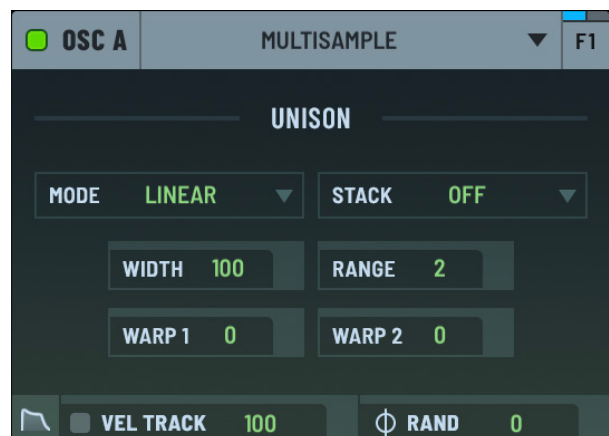 OSC A MULTISAMPLE F1
UNISON
MODE LINEAR STACK OFF
WIDTH 100 RANGE 2
WARP 1 0 WARP 2 0
VEL TRACK 100 RAND 0